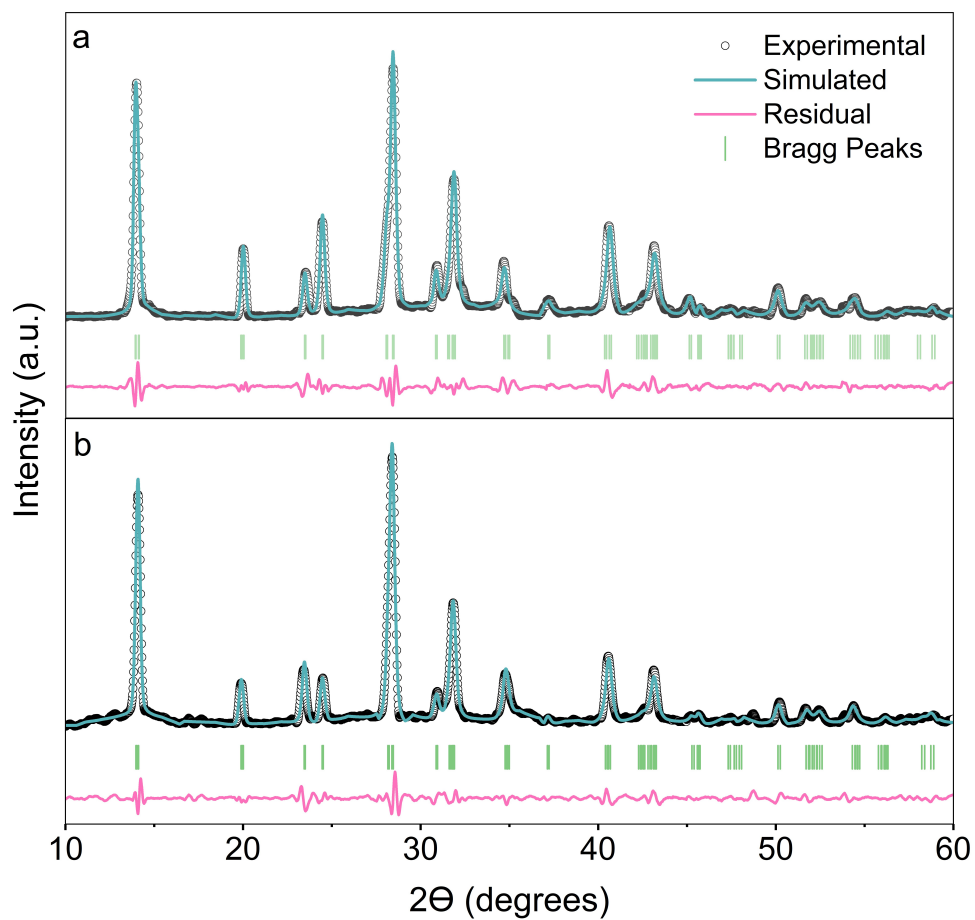 a
Experimental
Simulated
Residual
Bragg Peaks
b
Intensity (a.u.)
10 20 30 40 50 60
2Θ (degrees)